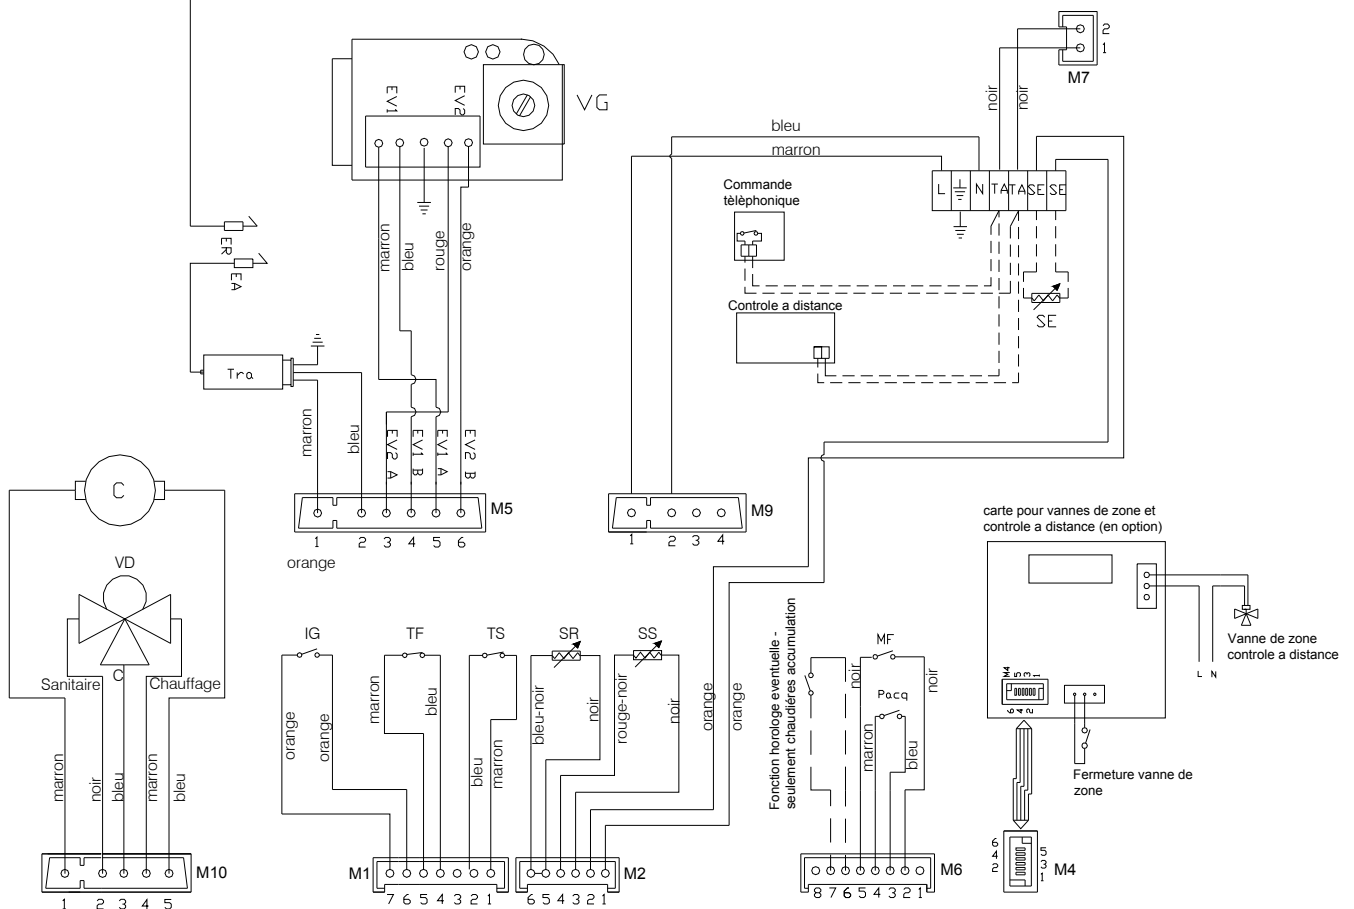 2
1
M7
noir
noir
EV1
EV2
VG
bleu
marron
L
N
TA
TA
SE
SE
Commande
tèlèphonique
ER
EA
marron
bleu
rouge
orange
Controle a distance
SE
Tra
marron
bleu
EV2 A
EV1 B
EV1 A
EV2 B
C
M5
1 2 3 4 5 6
orange
M9
1 2 3 4
carte pour vannes de zone et
controle a distance (en option)
VD
Sanitaire
C
Chauffage
IG
TF
TS
SR
SS
orange
orange
marron
bleu
bleu
marron
bleu-noir
noir
rouge-noir
noir
orange
orange
Fonction horologe eventuelle -
seulement chaudières accumulation
MF
noir
noir
Pacq
marron
bleu
Vanne de zone
controle a distance
L N
M4
5 3 1
6 4 2
Fermeture vanne de
zone
marron
noir
bleu
marron
bleu
M10
1 2 3 4 5
M1
7 6 5 4 3 2 1
M2
6 5 4 3 2 1
M6
8 7 6 5 4 3 2 1
6
4
2
5
3
1
M4